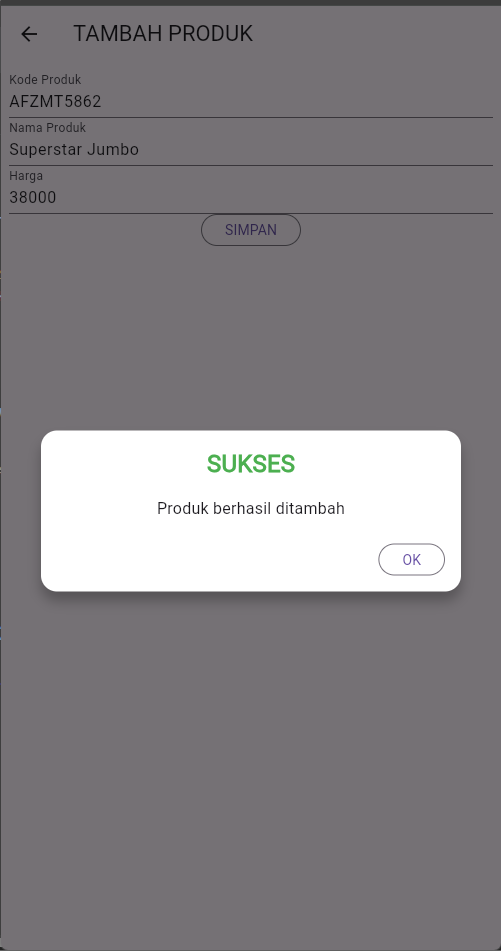 TAMBAH PRODUK
Kode Produk
AFZMT5862
Nama Produk
Superstar Jumbo
Harga
38000
SIMPAN
SUKSES
Produk berhasil ditambah
OK